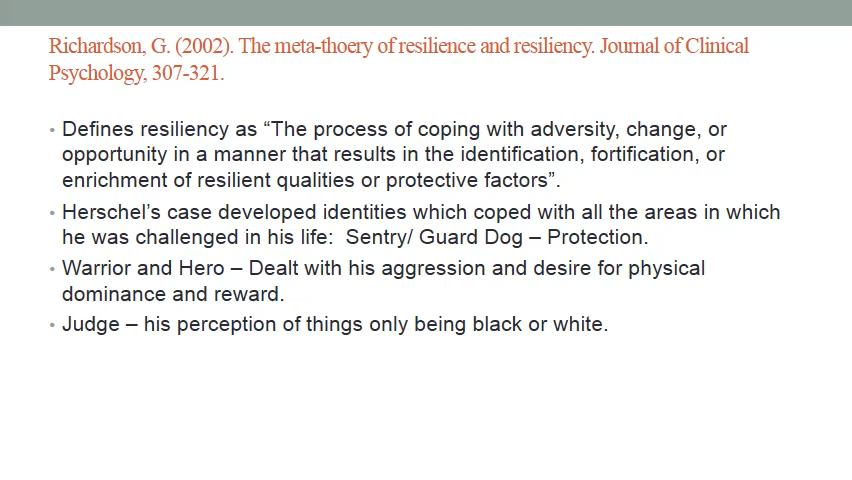 Richardson, G. (2002). The meta-thoery of resilience and resiliency. Journal of Clinical
Psychology, 307-321.
• Defines resiliency as “The process of coping with adversity, change, or
opportunity in a manner that results in the identification, fortification, or
enrichment of resilient qualities or protective factors”.
• Herschel’s case developed identities which coped with all the areas in which
he was challenged in his life:  Sentry/ Guard Dog – Protection.
• Warrior and Hero – Dealt with his aggression and desire for physical
dominance and reward.
• Judge – his perception of things only being black or white.